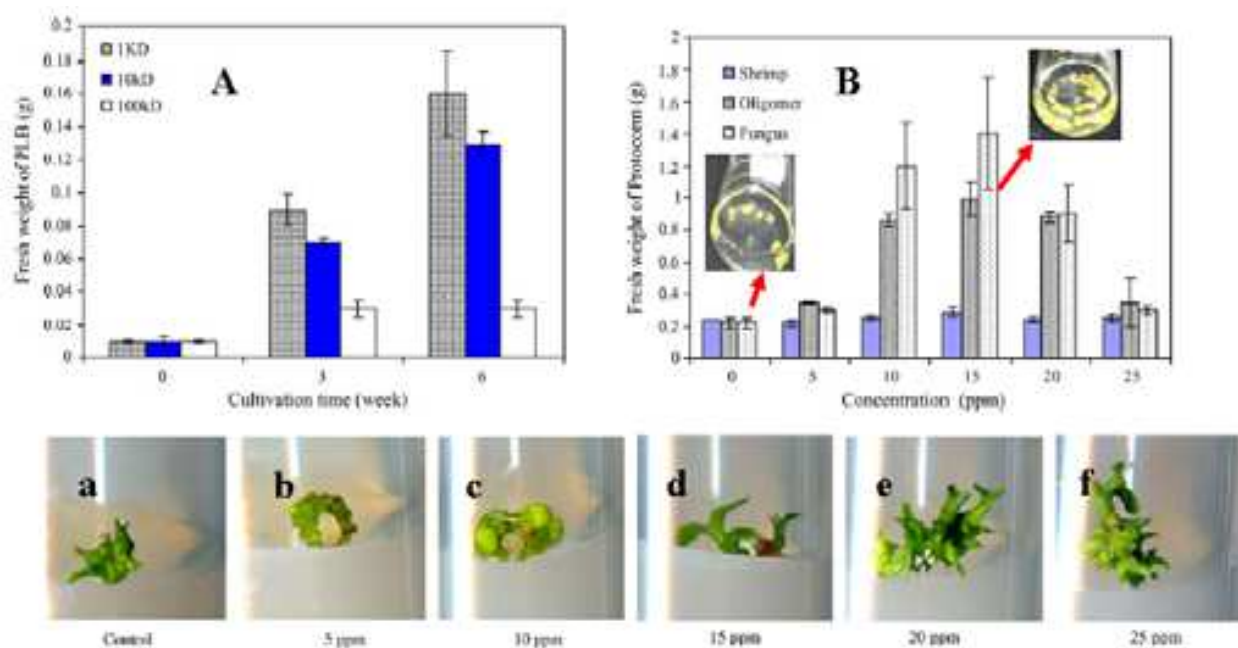 0.2
0.18
0.16
0.14
0.12
0.1
0.08
0.06
0.04
0.02
0
Fresh weight of PLB (g)
1KD
10kD
100kD
A
0
3
6
Cultivation time (week)
2
1.8
1.6
1.4
1.2
1
0.8
0.6
0.4
0.2
0
Fresh weight of Protocorm (g)
Shrimp
Oligomer
Fungus
B
0
5
10
15
20
25
Concentration (ppm)
a
b
c
d
e
f
Control
5 ppm
10 ppm
15 ppm
20 ppm
25 ppm